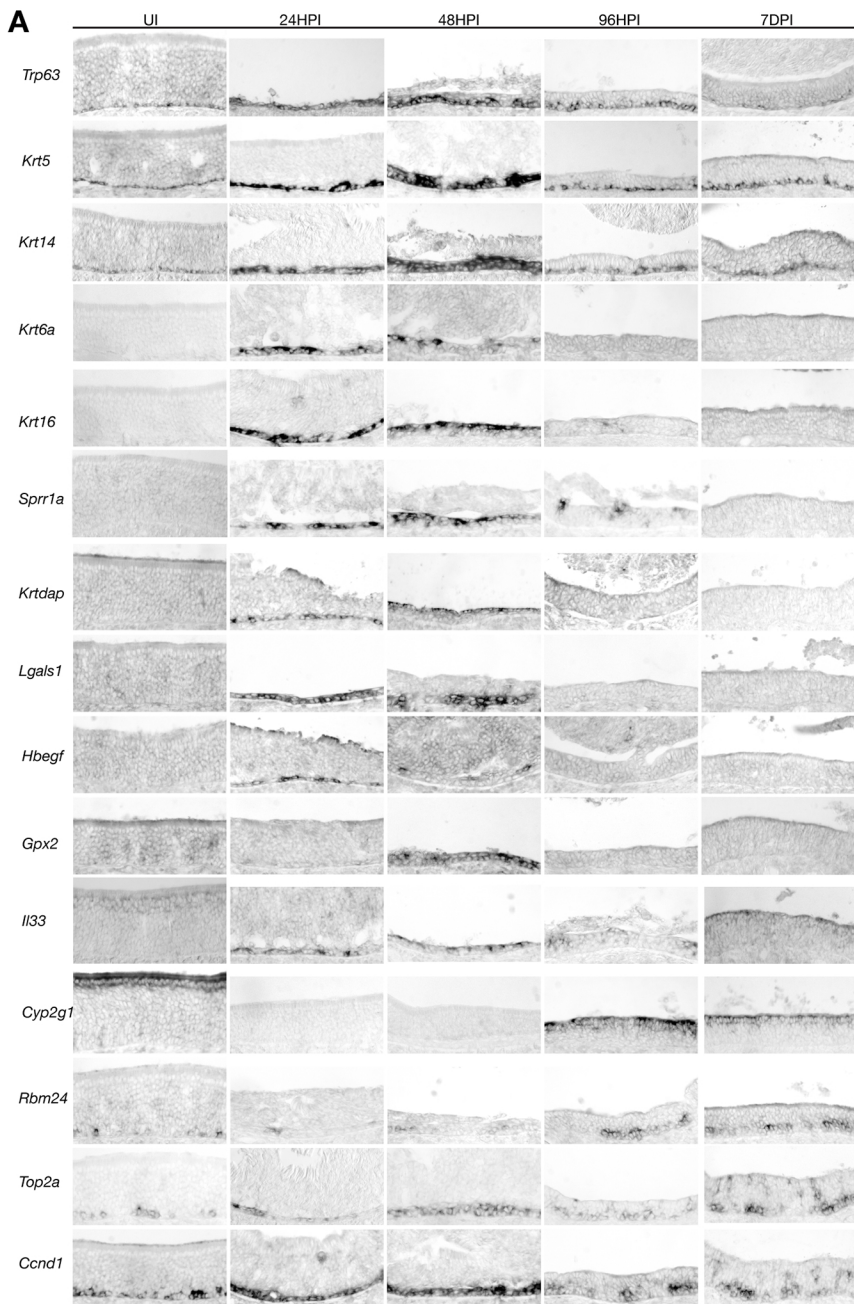 A
UI 24HPI 48HPI 96HPI 7DPI
Trp63
Krt5
Krt14
Krt6a
Krt16
Sprr1a
Krtdap
Lgals1
Hbegf
Gpx2
Il33
Cyp2g1
Rbm24
Top2a
Ccnd1